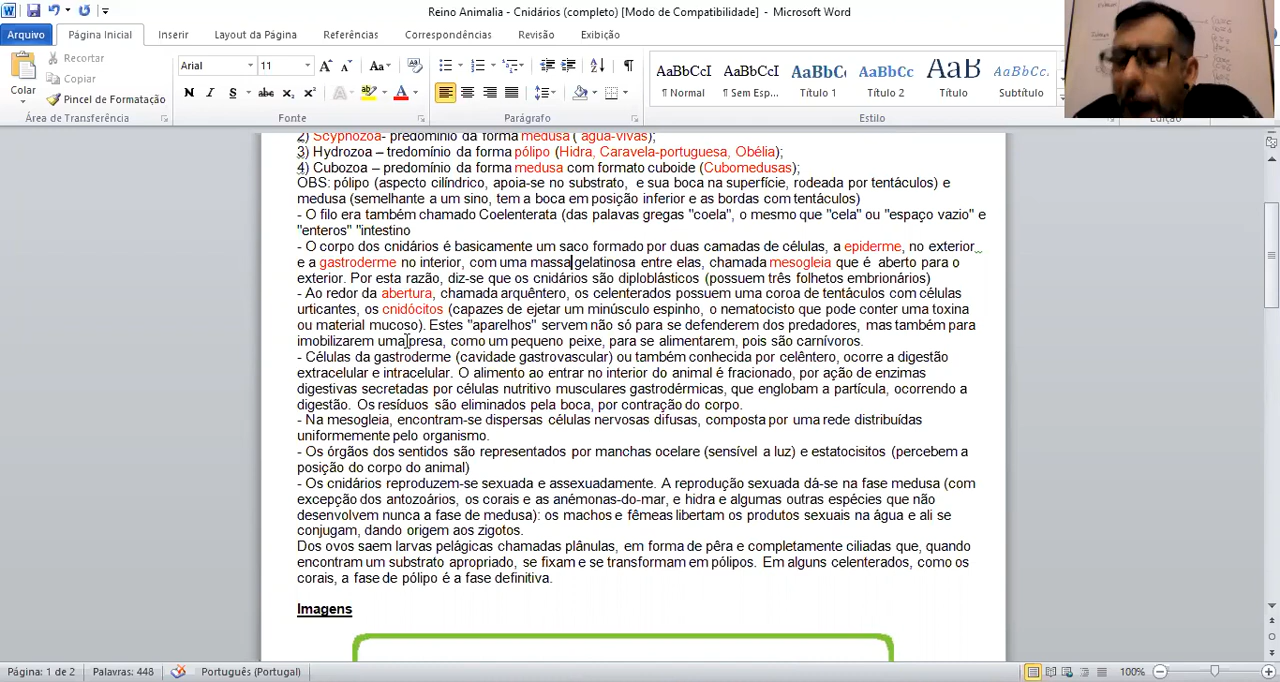 Reino Animalia - Cnidários (completo) [Modo de Compatibilidade] - Microsoft Word
Arquivo Página Inicial Inserir Layout da Página Referências Correspondências Revisão Exibição
Recortar
Copiar
Pincel de Formatação
Colar
Área de Transferência
Arial 11
N I S abc
Fonte
Parágrafo
AaBbCcI AaBbCcI AaBbC AaBbCc AaB AaBbCc.
¶ Normal ¶ Sem Esp... Título 1 Título 2 Título Subtítulo
Estilo
2) Scyphozoa- predomínio da forma medusa ( água-vivas);
3) Hydrozoa – tredomínio da forma pólipo (Hidra, Caravela-portuguesa, Obélia);
4) Cubozoa – predomínio da forma medusa com formato cuboide (Cubomedusas);
OBS: pólipo (aspecto cilíndrico, apoia-se no substrato, e sua boca na superfície, rodeada por tentáculos) e
medusa (semelhante a um sino, tem a boca em posição inferior e as bordas com tentáculos)
- O filo era também chamado Coelenterata (das palavas gregas "coela", o mesmo que "cela" ou "espaço vazio" e
"enteros" "intestino
- O corpo dos cnidários é basicamente um saco formado por duas camadas de células, a epiderme, no exterior
e a gastroderme no interior, com uma massa gelatinosa entre elas, chamada mesogleia que é aberto para o
exterior. Por esta razão, diz-se que os cnidários são diploblásticos (possuem três folhetos embrionários)
- Ao redor da abertura, chamada arquêntero, os celenterados possuem uma coroa de tentáculos com células
urticantes, os cnidócitos (capazes de ejetar um minúsculo espinho, o nematocisto que pode conter uma toxina
ou material mucoso). Estes "aparelhos" servem não só para se defenderem dos predadores, mas também para
imobilizarem uma presa, como um pequeno peixe, para se alimentarem, pois são carnívoros.
- Células da gastroderme (cavidade gastrovascular) ou também conhecida por celêntero, ocorre a digestão
extracelular e intracelular. O alimento ao entrar no interior do animal é fracionado, por ação de enzimas
digestivas secretadas por células nutritivo musculares gastrodérmicas, que englobam a partícula, ocorrendo a
digestão. Os resíduos são eliminados pela boca, por contração do corpo.
- Na mesogleia, encontram-se dispersas células nervosas difusas, composta por uma rede distribuídas
uniformemente pelo organismo.
- Os órgãos dos sentidos são representados por manchas ocelare (sensível a luz) e estatocisitos (percebem a
posição do corpo do animal)
- Os cnidários reproduzem-se sexuada e assexuadamente. A reprodução sexuada dá-se na fase medusa (com
excepção dos antozoários, os corais e as anémonas-do-mar, e hidra e algumas outras espécies que não
desenvolvem nunca a fase de medusa): os machos e fêmeas libertam os produtos sexuais na água e ali se
conjugam, dando origem aos zigotos.
Dos ovos saem larvas pelágicas chamadas plânulas, em forma de pêra e completamente ciliadas que, quando
encontram um substrato apropriado, se fixam e se transformam em pólipos. Em alguns celenterados, como os
corais, a fase de pólipo é a fase definitiva.
Imagens
Página: 1 de 2 Palavras: 448 Português (Portugal) 100%